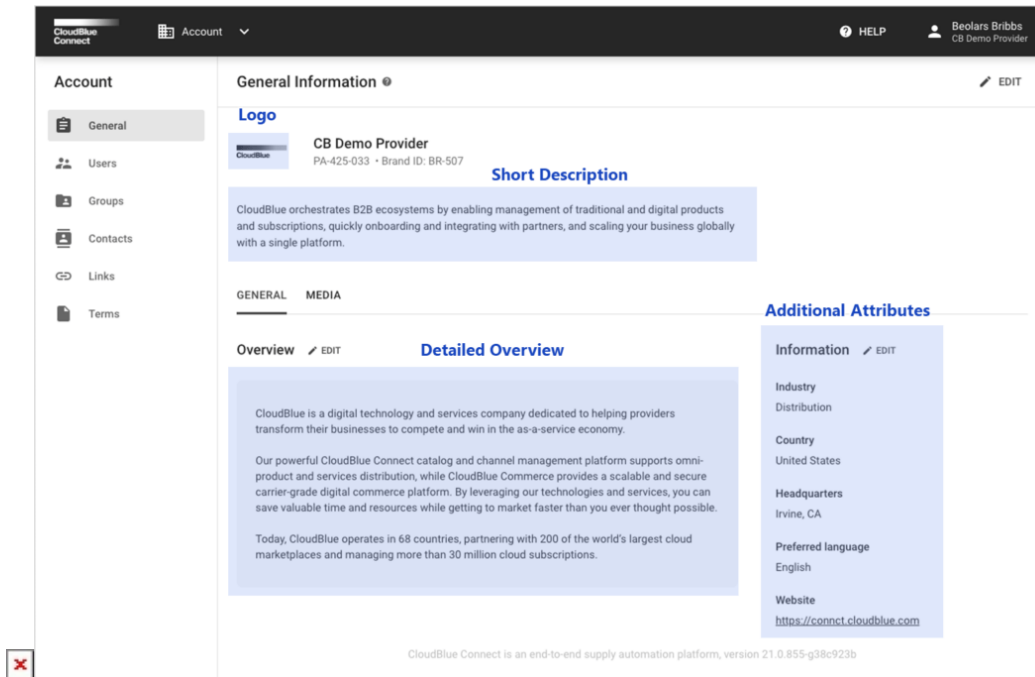 CloudBlue
Connect
Account
HELP
Beolars Bribbs
CB Demo Provider
Account
General
Users
Groups
Contacts
Links
Terms
General Information
EDIT
Logo
CloudBlue
CB Demo Provider
PA-425-033 • Brand ID: BR-507
Short Description
CloudBlue orchestrates B2B ecosystems by enabling management of traditional and digital products
and subscriptions, quickly onboarding and integrating with partners, and scaling your business globally
with a single platform.
GENERAL MEDIA
Overview EDIT
Detailed Overview
CloudBlue is a digital technology and services company dedicated to helping providers
transform their businesses to compete and win in the as-a-service economy.
Our powerful CloudBlue Connect catalog and channel management platform supports omni-
product and services distribution, while CloudBlue Commerce provides a scalable and secure
carrier-grade digital commerce platform. By leveraging our technologies and services, you can
save valuable time and resources while getting to market faster than you ever thought possible.
Today, CloudBlue operates in 68 countries, partnering with 200 of the world's largest cloud
marketplaces and managing more than 30 million cloud subscriptions.
Additional Attributes
Information EDIT
Industry
Distribution
Country
United States
Headquarters
Irvine, CA
Preferred language
English
Website
https://connct.cloudblue.com
CloudBlue Connect is an end-to-end supply automation platform, version 21.0.855-g38c923b